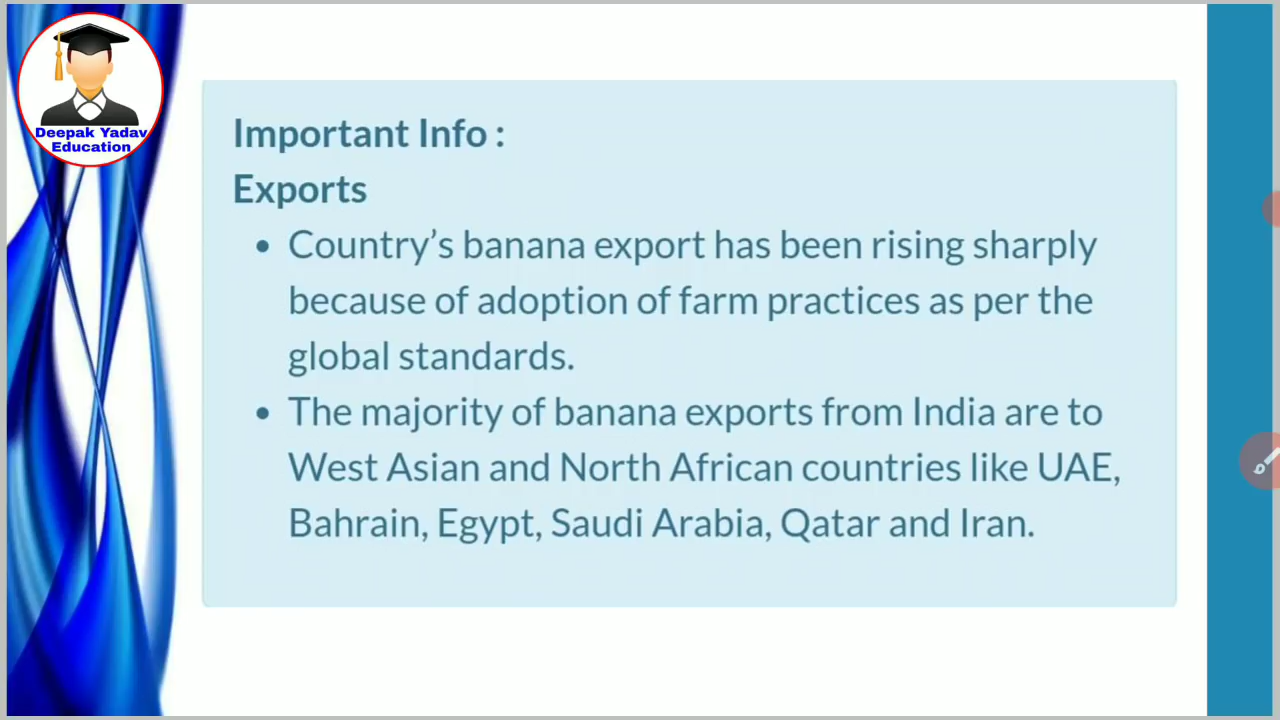 Deepak Yadav
Education
Important Info :
Exports
• Country’s banana export has been rising sharply
because of adoption of farm practices as per the
global standards.
• The majority of banana exports from India are to
West Asian and North African countries like UAE,
Bahrain, Egypt, Saudi Arabia, Qatar and Iran.